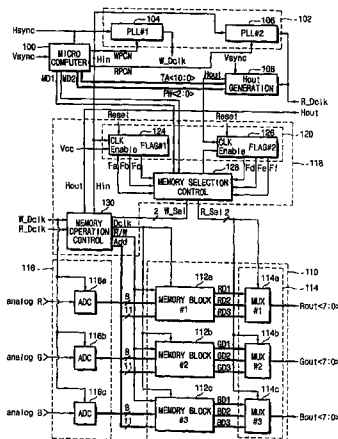 104
106
102
Hsync
PLL#1
PLL#2
100
WPCN
Vsync
MICRO COMPUTER
W_Dclk
Vsync
108
MD1
MD2
Hin
RPCN
TA<10:0>
Hout
Hout GENERATION
PW<2:0>
R_Dclk
Hout
Reset
Reset
120
124
126
CLK Enable
FLAG#1
CLK Enable
FLAG#2
118
Vcc
Fa
Fb
Fc
128
Fd
Fe
Ff
Hout
Hin
MEMORY SELECTION CONTROL
130
W_Sel
R_Sel
W_Dclk
R_Dclk
MEMORY OPERATION CONTROL
Dclk
R/W
Add
2
2
110
116
112a
114a
114
116a
MEMORY BLOCK #1
RD1
RD2
RD3
MUX #1
Rout<7:0>
analog R
ADC
8
11
112b
114b
116b
MEMORY BLOCK #2
GD1
GD2
GD3
MUX #2
Gout<7:0>
analog G
ADC
8
11
112c
114c
116c
MEMORY BLOCK #3
BD1
BD2
BD3
MUX #3
Bout<7:0>
analog B
ADC
8
11